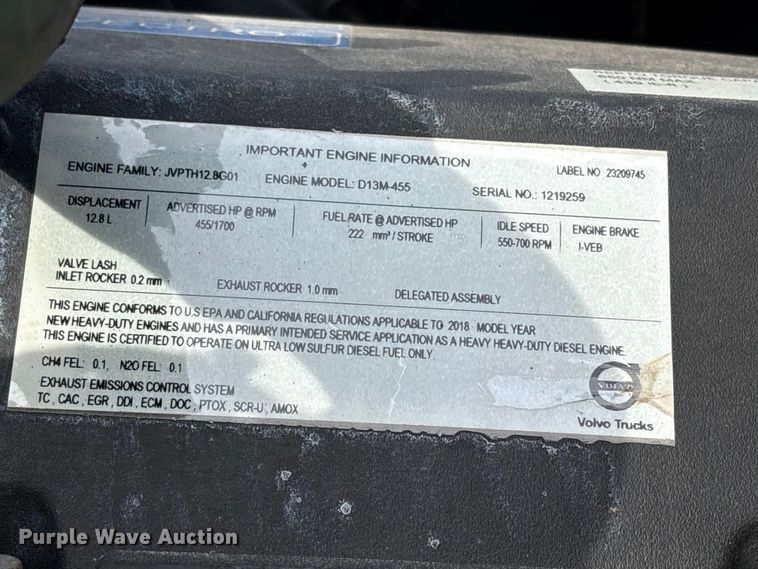 IMPORTANT ENGINE INFORMATION
ENGINE FAMILY: JVPTH12.8G01 ENGINE MODEL: D13M-455 SERIAL NO.: 1219259 LABEL NO 23209745
DISPLACEMENT ADVERTISED HP @ RPM FUEL RATE @ ADVERTISED HP IDLE SPEED ENGINE BRAKE
12.8 L 455/1700 222 mm³ / STROKE 550-700 RPM I-VEB
VALVE LASH
INLET ROCKER 0.2 mm EXHAUST ROCKER 1.0 mm DELEGATED ASSEMBLY
THIS ENGINE CONFORMS TO U.S EPA AND CALIFORNIA REGULATIONS APPLICABLE TO 2018 MODEL YEAR
NEW HEAVY-DUTY ENGINES AND HAS A PRIMARY INTENDED SERVICE APPLICATION AS A HEAVY HEAVY-DUTY DIESEL ENGINE.
THIS ENGINE IS CERTIFIED TO OPERATE ON ULTRA LOW SULFUR DIESEL FUEL ONLY.
CH4 FEL: 0.1, N2O FEL: 0.1
EXHAUST EMISSIONS CONTROL SYSTEM
TC, CAC, EGR, DDI, ECM, DOC, PTOX, SCR-U, AMOX
VOLVO
Volvo Trucks
Purple Wave Auction